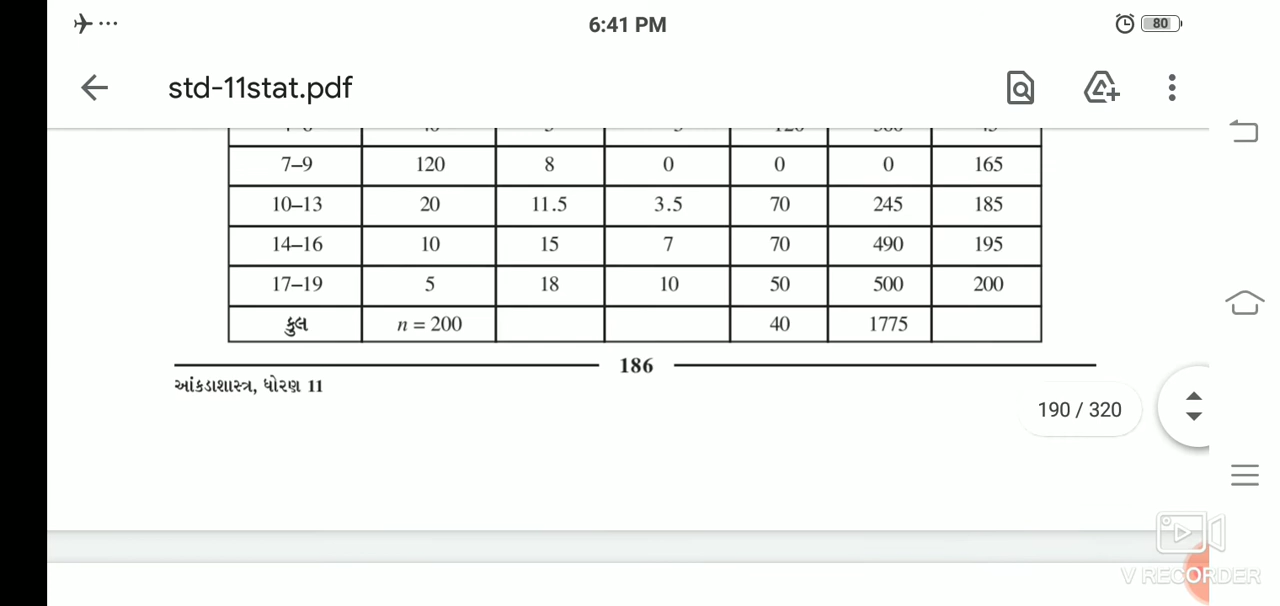 6:41 PM
80
std-11stat.pdf
7–9 120 8 0 0 0 165
10–13 20 11.5 3.5 70 245 185
14–16 10 15 7 70 490 195
17–19 5 18 10 50 500 200
કુલ n = 200 40 1775
186
આંકડાશાસ્ત્ર, ધોરણ 11
190 / 320
V RECORDER